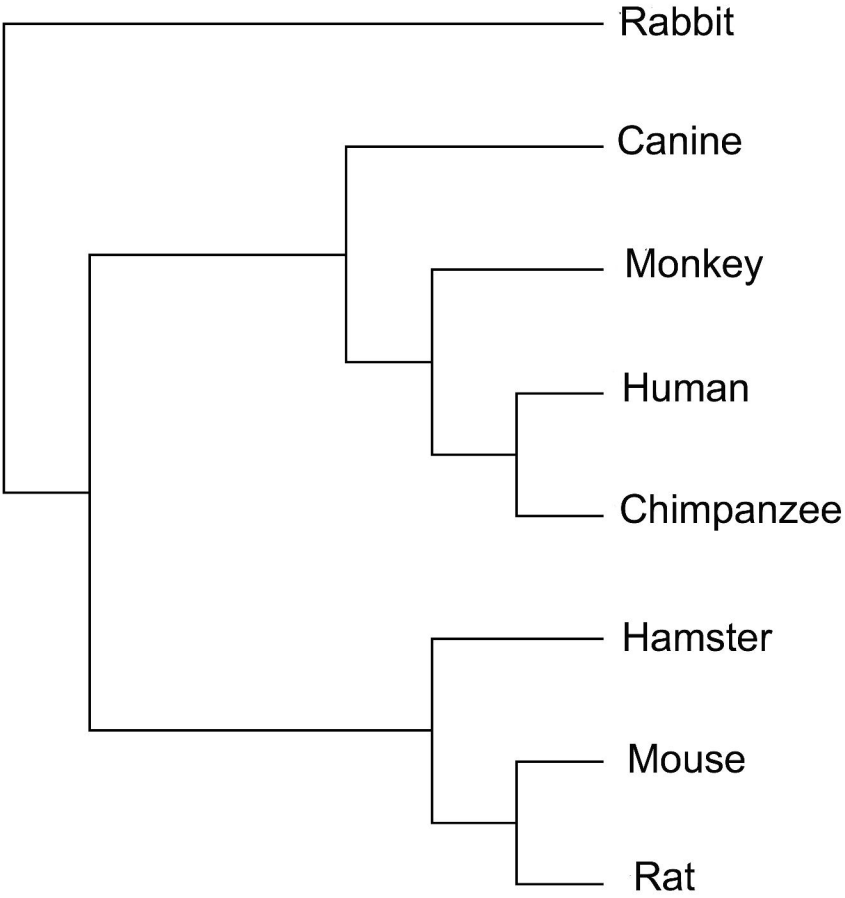 Rabbit
Canine
Monkey
Human
Chimpanzee
Hamster
Mouse
Rat